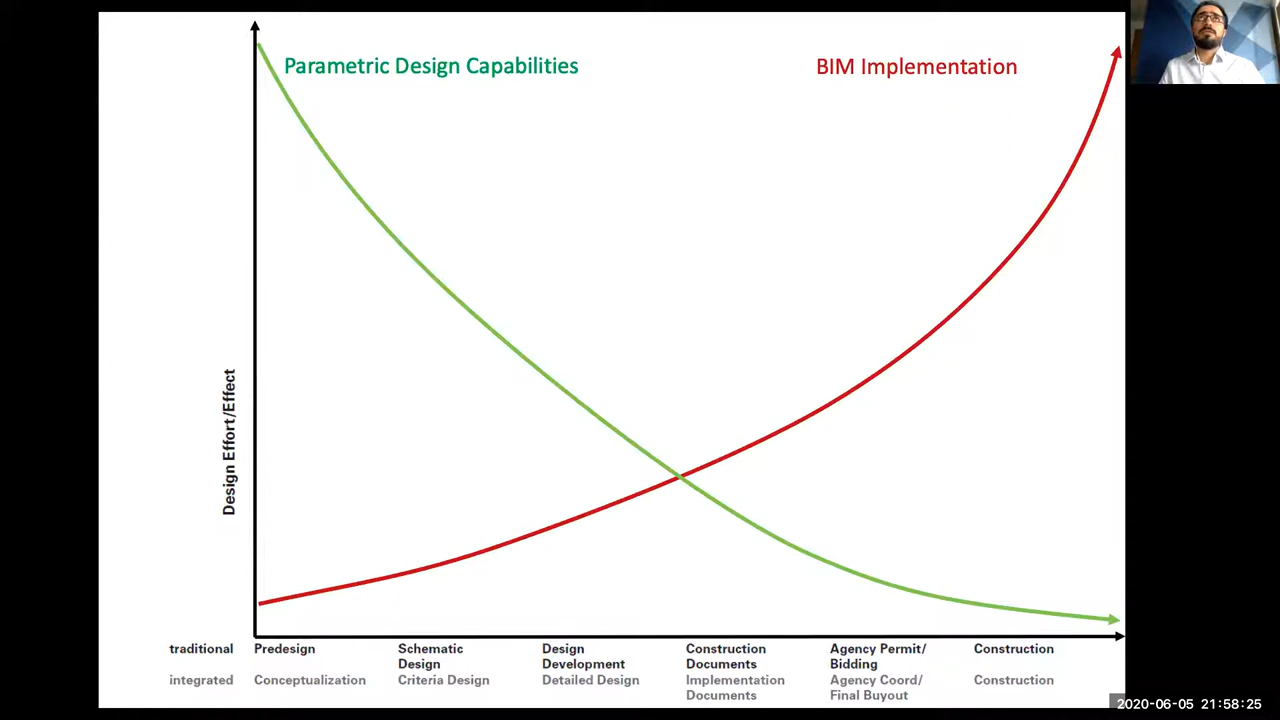 Parametric Design Capabilities
BIM Implementation
Design Effort/Effect
traditional
Predesign
Schematic
Design
Design
Development
Construction
Documents
Agency Permit/
Bidding
Construction
integrated
Conceptualization
Criteria Design
Detailed Design
Implementation
Documents
Agency Coord/
Final Buyout
Construction
2020-06-05 21:58:25